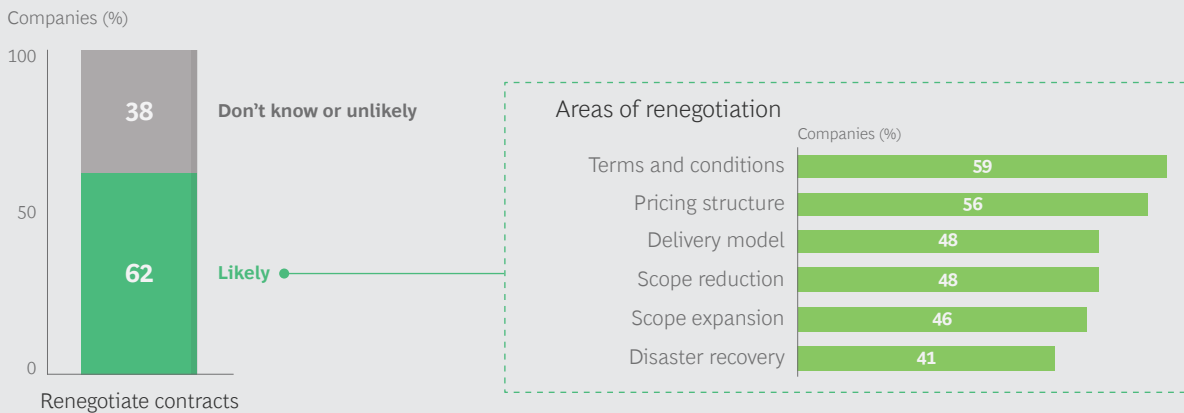 Companies (%)
100
50
0
38
Don’t know or unlikely
62
Likely
Renegotiate contracts
Areas of renegotiation
Companies (%)
Terms and conditions 59
Pricing structure 56
Delivery model 48
Scope reduction 48
Scope expansion 46
Disaster recovery 41